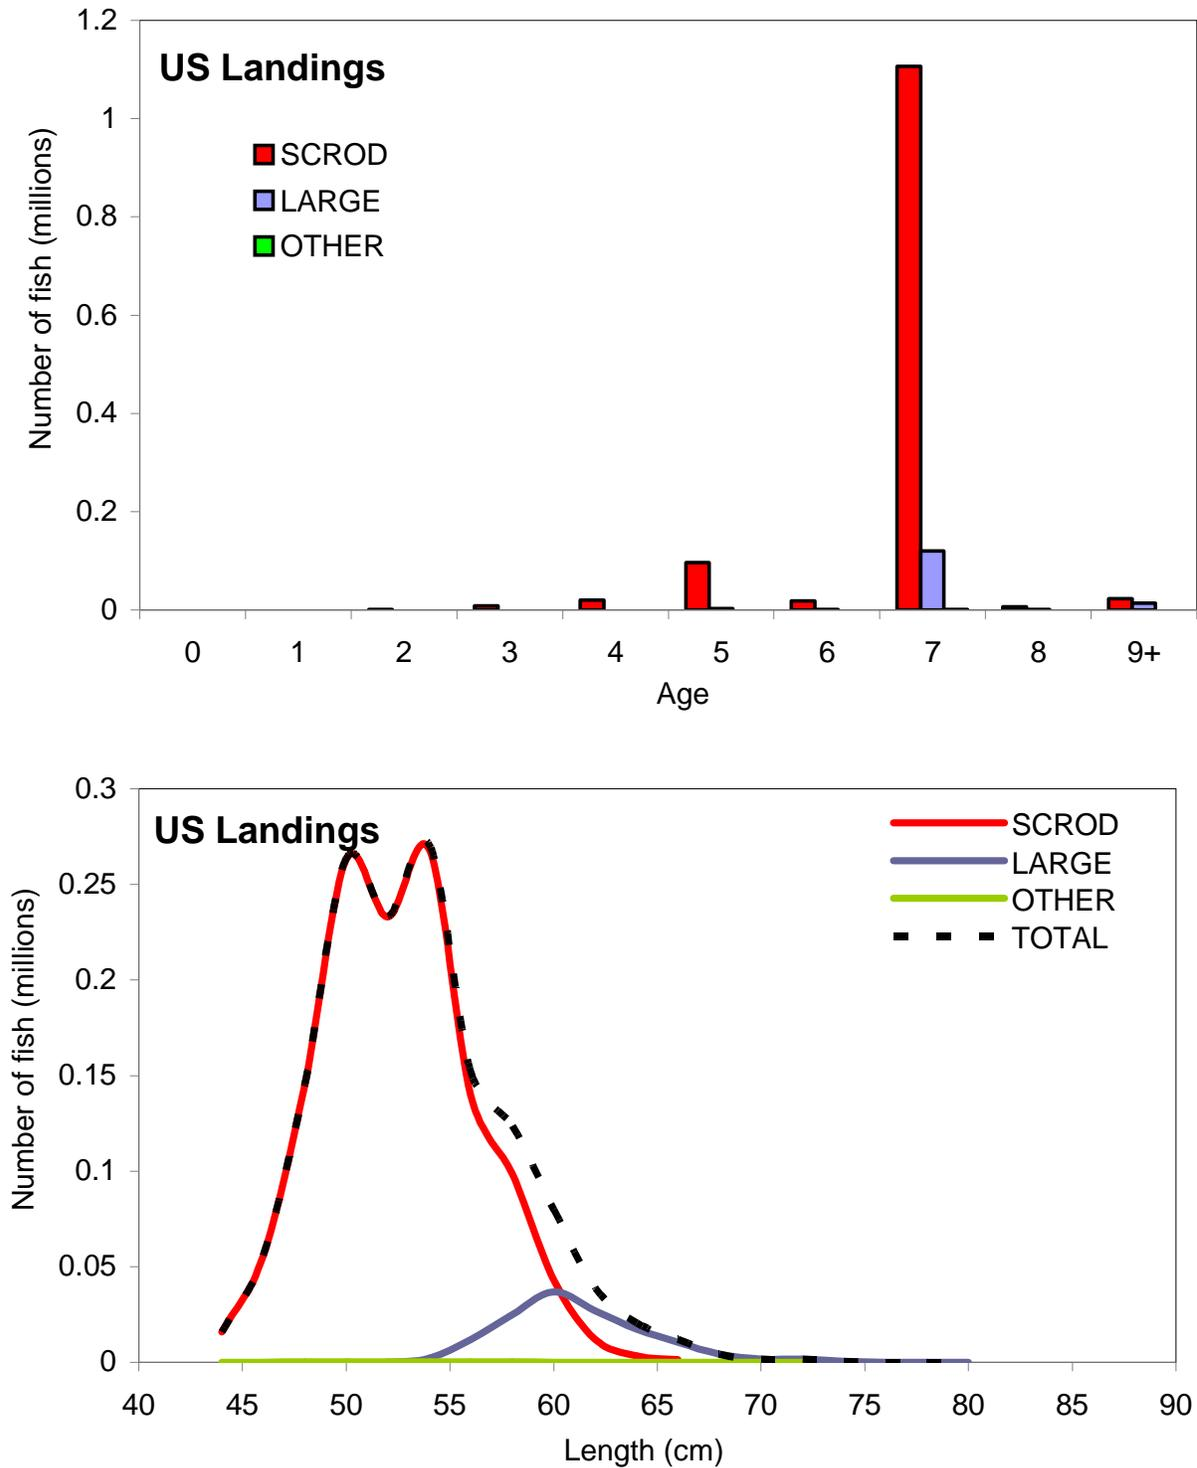 US Landings
SCROD
LARGE
OTHER
Number of fish (millions)
1.2
1
0.8
0.6
0.4
0.2
0
0 1 2 3 4 5 6 7 8 9+
Age
US Landings
SCROD
LARGE
OTHER
TOTAL
Number of fish (millions)
0.3
0.25
0.2
0.15
0.1
0.05
0
40 45 50 55 60 65 70 75 80 85 90
Length (cm)